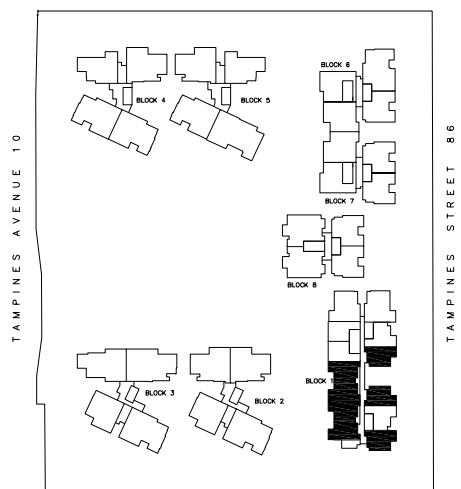 BLOCK 6
BLOCK 4
BLOCK 5
TAMPINES AVENUE 10
TAMPINES STREET 86
BLOCK 7
BLOCK 8
BLOCK 1
BLOCK 3
BLOCK 2